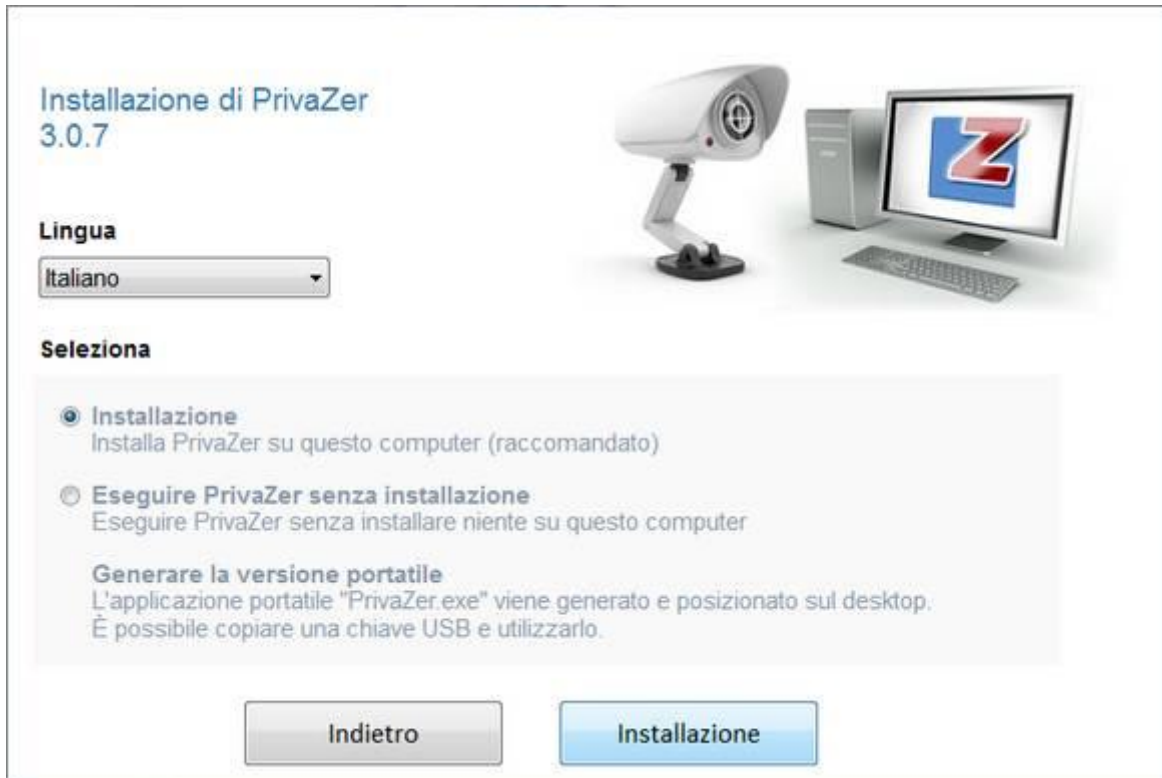 Installazione di PrivaZer
3.0.7
Lingua
Italiano
Seleziona
Installazione
Installa PrivaZer su questo computer (raccomandato)
Eseguire PrivaZer senza installazione
Eseguire PrivaZer senza installare niente su questo computer
Generare la versione portatile
L'applicazione portatile "PrivaZer.exe" viene generato e posizionato sul desktop.
È possibile copiare una chiave USB e utilizzarlo.
Indietro
Installazione
Z